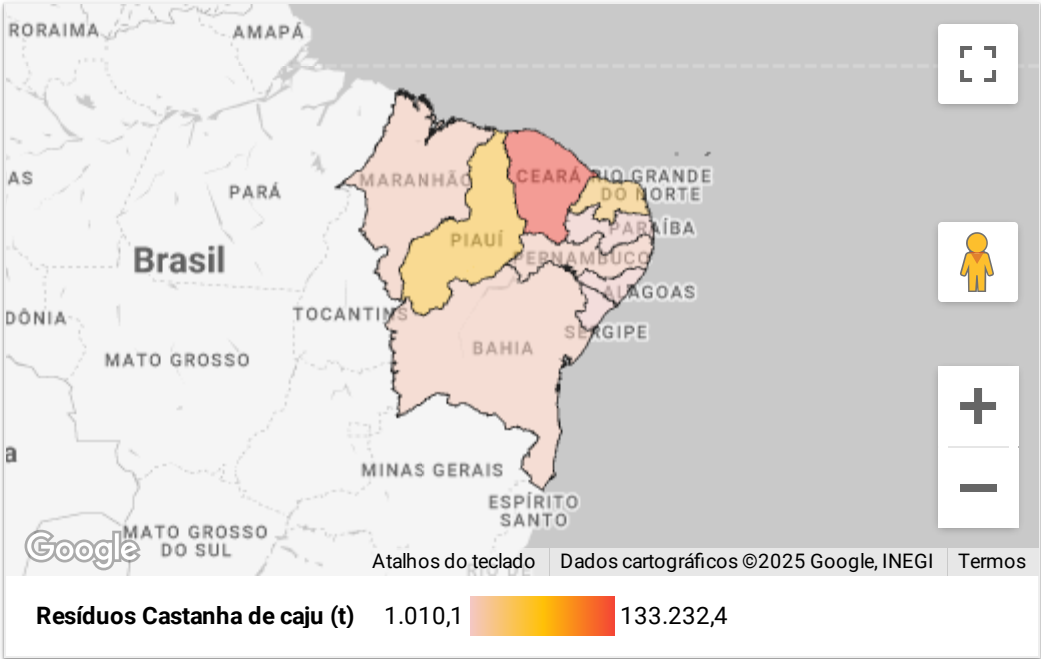 RORAIMA
AMAPÁ
AS
PARÁ
MARANHÃO
CEARÁ
RIO GRANDE
DO NORTE
PARAÍBA
PIAUÍ
PERNAMBUCO
Brasil
ALAGOAS
TOCANTINS
DÔNIA
SERGIPE
BAHIA
MATO GROSSO
a
MINAS GERAIS
ESPÍRITO
SANTO
MATO GROSSO
DO SUL
Google
RIO DE
Atalhos do teclado
Dados cartográficos ©2025 Google, INEGI
Termos
Resíduos Castanha de caju (t)
1.010,1
133.232,4